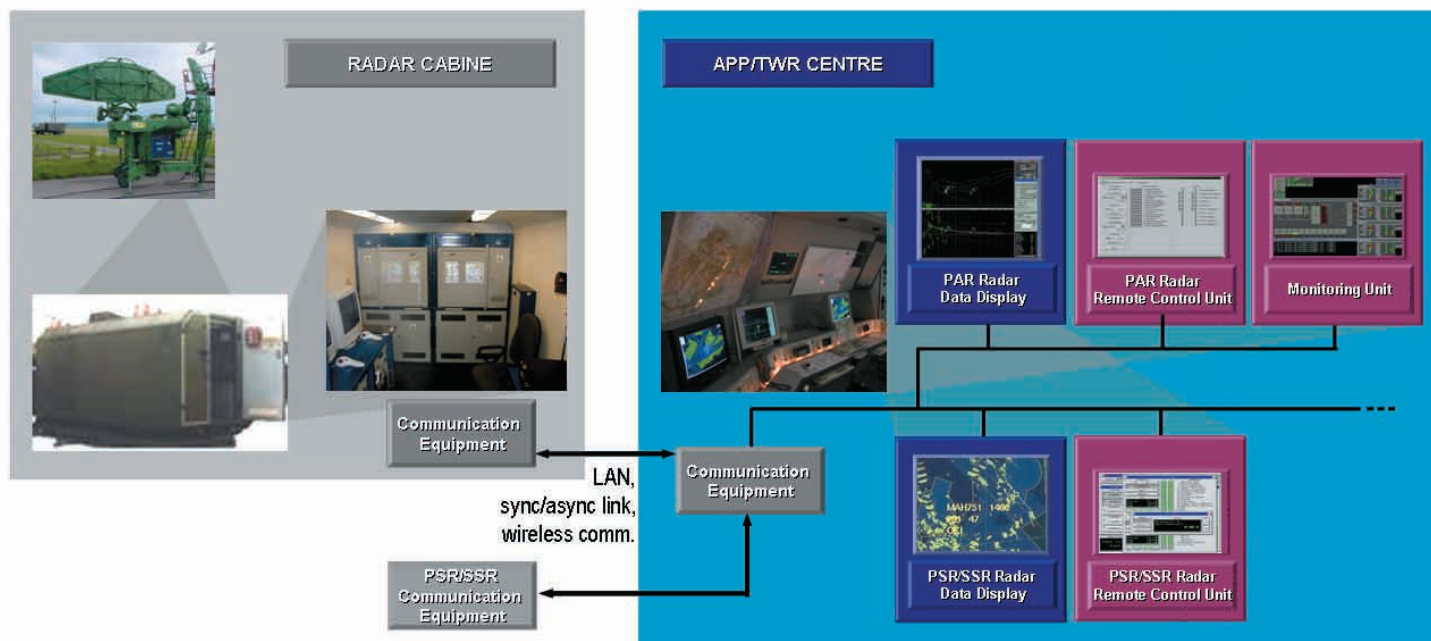 RADAR CABINE
APP/TWR CENTRE
PAR Radar
Data Display
PAR Radar
Remote Control Unit
Monitoring Unit
Communication
Equipment
LAN,
sync/async link,
wireless comm.
Communication
Equipment
PSR/SSR
Communication
Equipment
MAH751
PSR/SSR Radar
Data Display
PSR/SSR Radar
Remote Control Unit